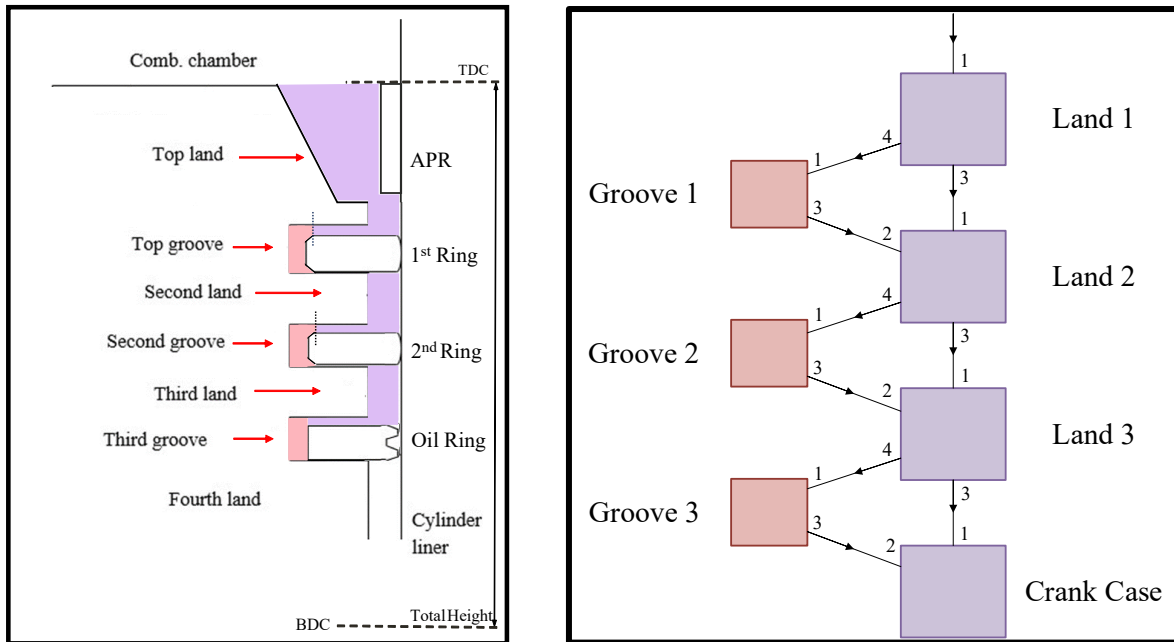 Comb. chamber
TDC
Top land
APR
Top groove
1st Ring
Second land
Second groove
2nd Ring
Third land
Third groove
Oil Ring
Fourth land
Cylinder
liner
Total Height
BDC
1
Land 1
4
1
3
Groove 1
3
1
2
Land 2
4
1
3
Groove 2
3
1
2
Land 3
4
1
3
Groove 3
3
1
2
Crank Case